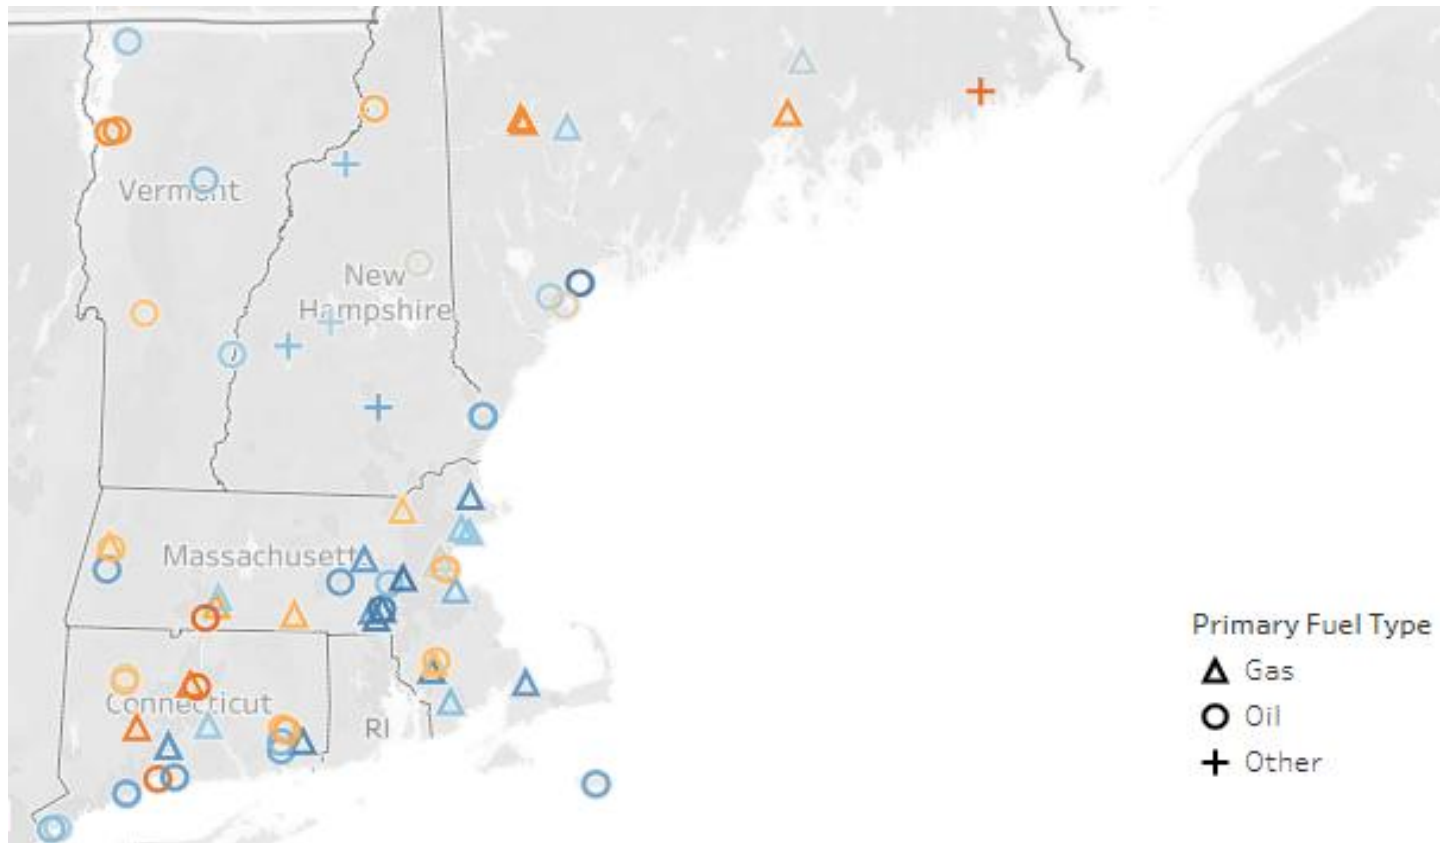 Vermont
New
Hampshire
Massachusett
Connecticut
RI
Primary Fuel Type
Gas
Oil
Other